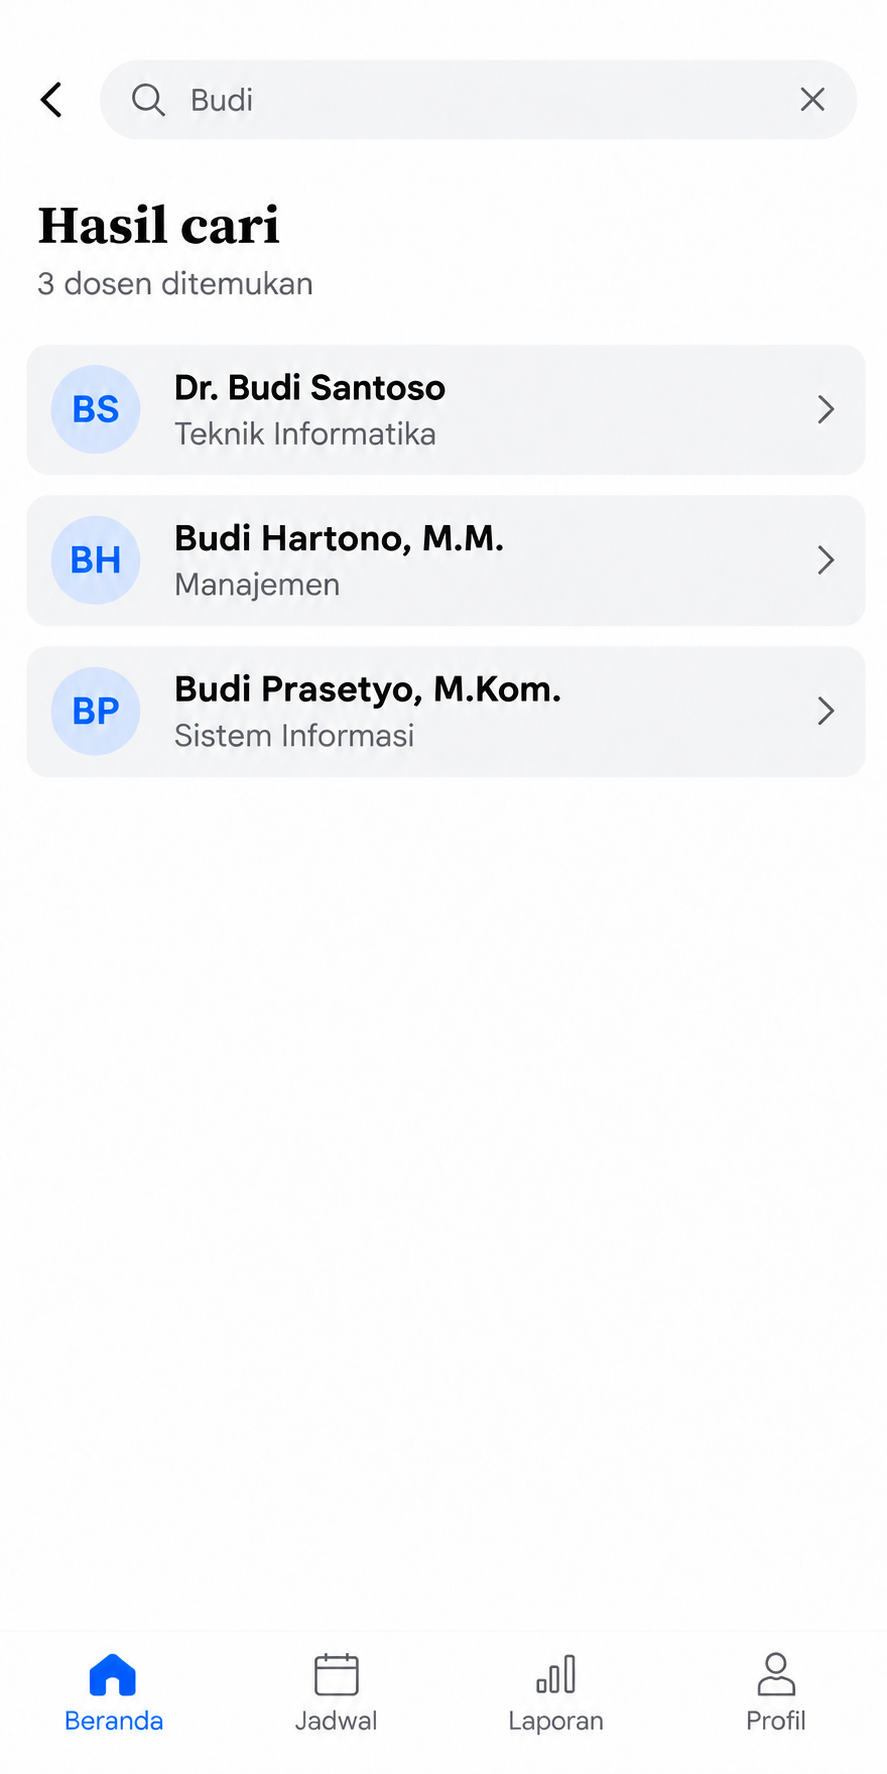 Budi
Hasil cari
3 dosen ditemukan
BS
Dr. Budi Santoso
Teknik Informatika
BH
Budi Hartono, M.M.
Manajemen
BP
Budi Prasetyo, M.Kom.
Sistem Informasi
Beranda
Jadwal
Laporan
Profil